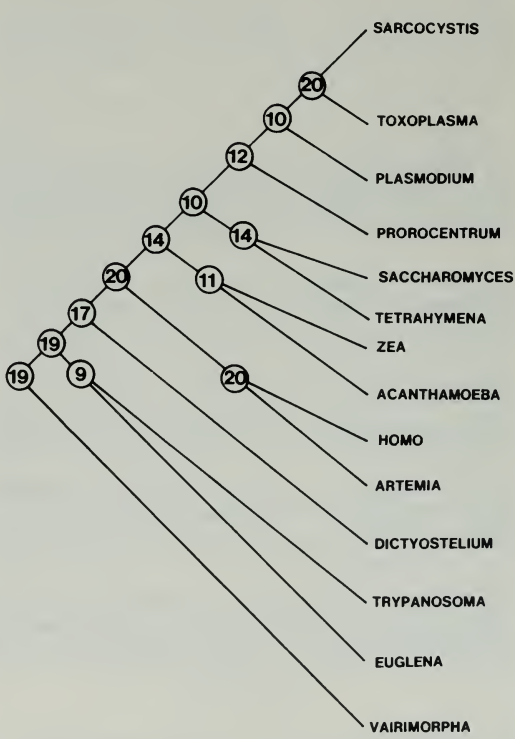 SARCOCYSTIS
20
TOXOPLASMA
10
PLASMODIUM
12
PROROCENTRUM
10
14
SACCHAROMYCES
14
TETRAHYMENA
11
ZEA
20
ACANTHAMOEBA
17
HOMO
20
19
ARTEMIA
9
19
DICTYOSTELIUM
TRYPANOSOMA
EUGLENA
VAIRIMORPHA